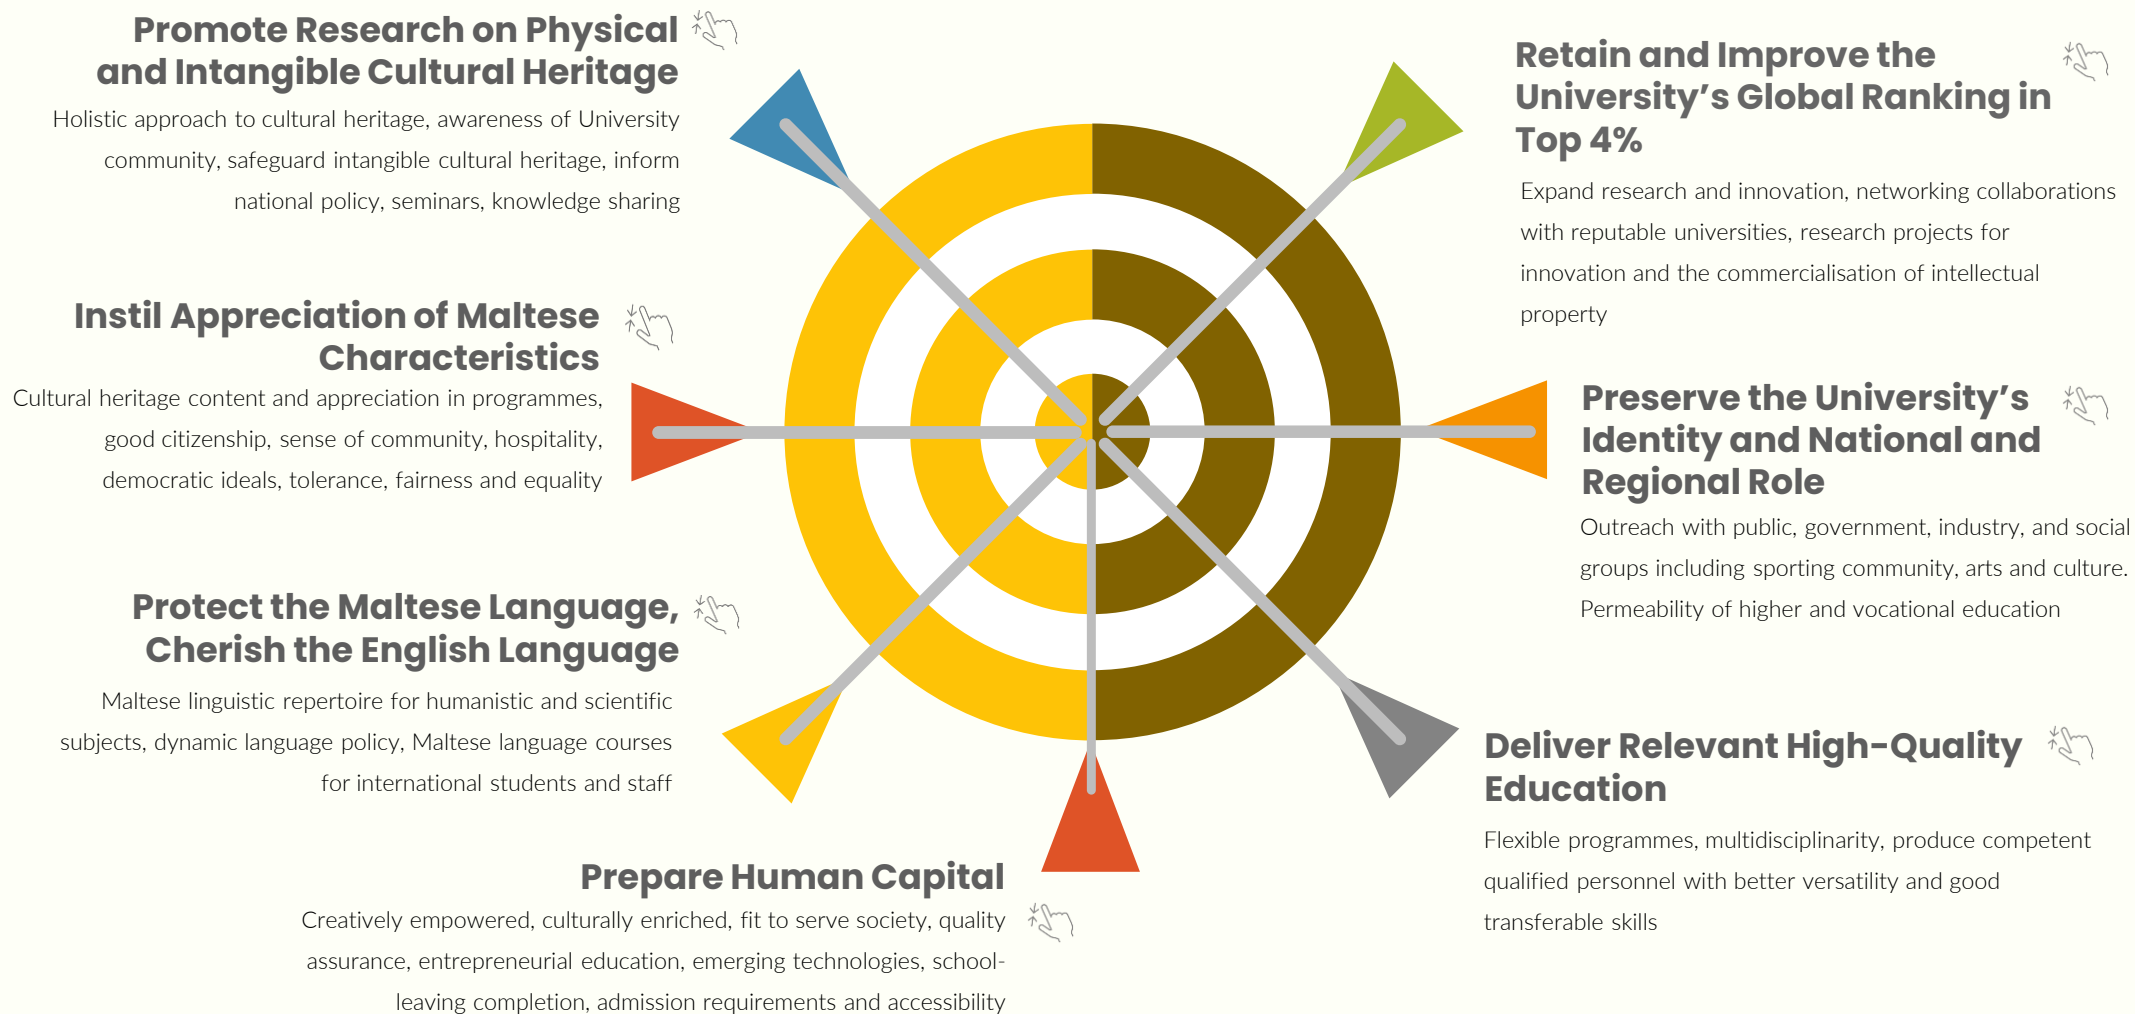 Promote Research on Physical
and Intangible Cultural Heritage
Holistic approach to cultural heritage, awareness of University
community, safeguard intangible cultural heritage, inform
national policy, seminars, knowledge sharing
Instil Appreciation of Maltese
Characteristics
Cultural heritage content and appreciation in programmes,
good citizenship, sense of community, hospitality,
democratic ideals, tolerance, fairness and equality
Protect the Maltese Language,
Cherish the English Language
Maltese linguistic repertoire for humanistic and scientific
subjects, dynamic language policy, Maltese language courses
for international students and staff
Prepare Human Capital
Creatively empowered, culturally enriched, fit to serve society, quality
assurance, entrepreneurial education, emerging technologies, school-
leaving completion, admission requirements and accessibility
Retain and Improve the
University’s Global Ranking in
Top 4%
Expand research and innovation, networking collaborations
with reputable universities, research projects for
innovation and the commercialisation of intellectual
property
Preserve the University’s
Identity and National and
Regional Role
Outreach with public, government, industry, and social
groups including sporting community, arts and culture.
Permeability of higher and vocational education
Deliver Relevant High-Quality
Education
Flexible programmes, multidisciplinarity, produce competent
qualified personnel with better versatility and good
transferable skills